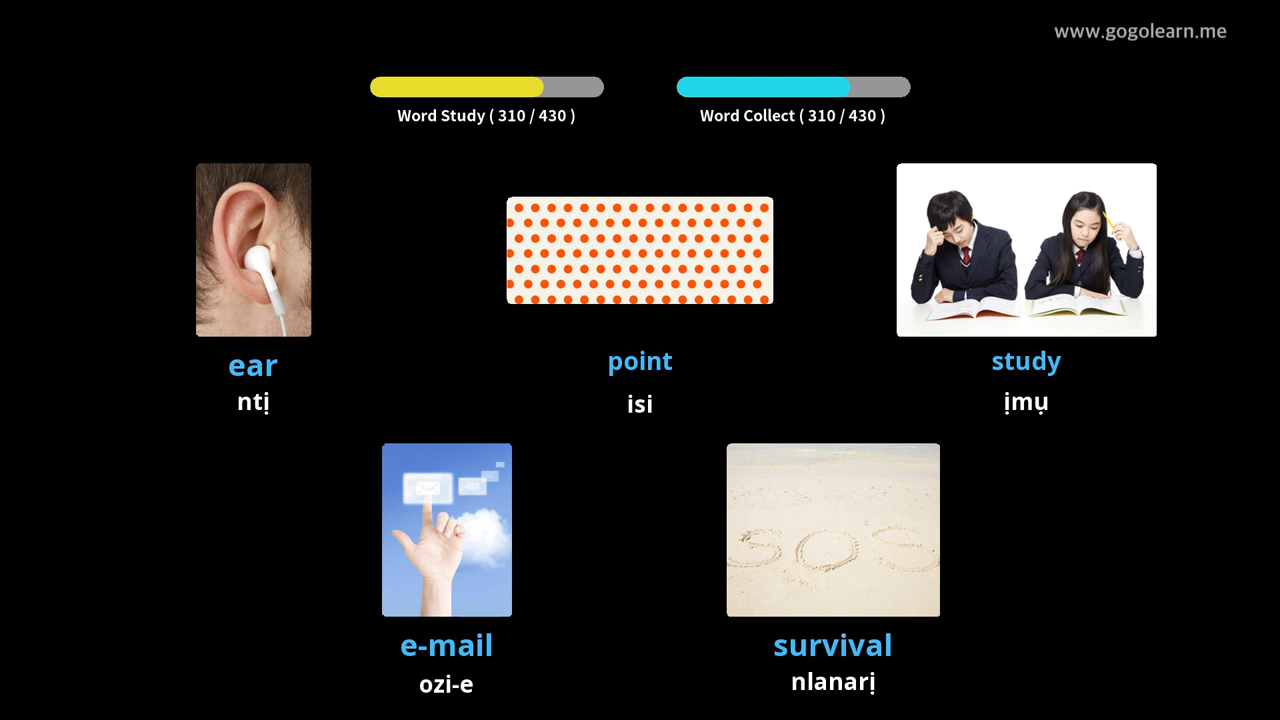 www.gogolearn.me
Word Study ( 310 / 430 )
Word Collect ( 310 / 430 )
ear
ntị
point
isi
study
ịmụ
e-mail
ozi-e
survival
nlanarị
SOS